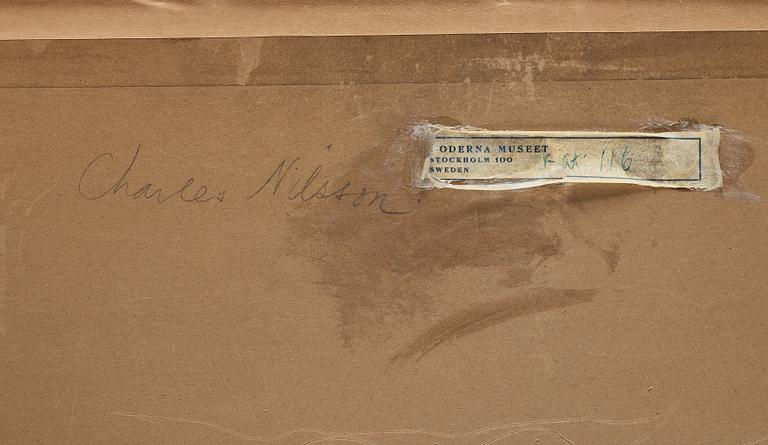 Charles Nilsson
ODERNA MUSEET
STOCKHOLM 100
SWEDEN
Kat 116